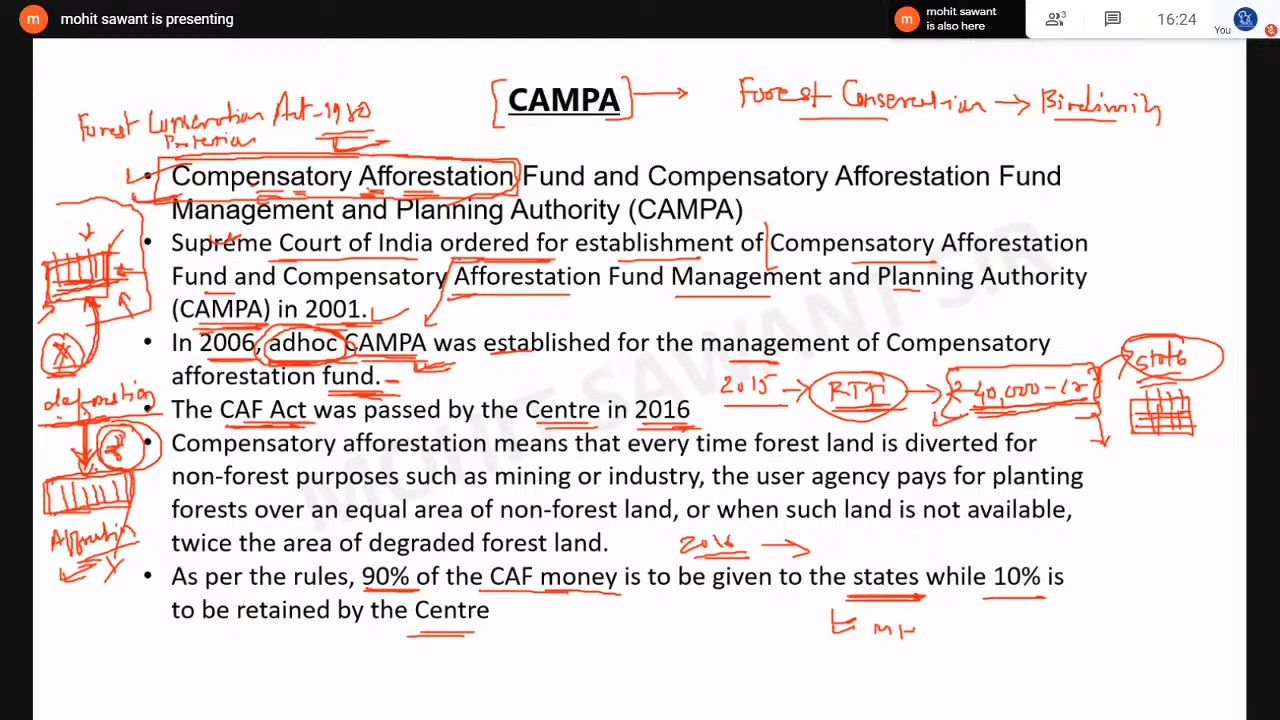 m mohit sawant is presenting
m mohit sawant
is also here
3
16:24
You
CAMPA
Forest Conservation → Biodiversity
Forest Conservation Act-1980
• Compensatory Afforestation Fund and Compensatory Afforestation Fund
Management and Planning Authority (CAMPA)
• Supreme Court of India ordered for establishment of Compensatory Afforestation
Fund and Compensatory Afforestation Fund Management and Planning Authority
(CAMPA) in 2001.
• In 2006, adhoc CAMPA was established for the management of Compensatory
afforestation fund.
2015 → RTI → 40,000-cr
state
• The CAF Act was passed by the Centre in 2016
• Compensatory afforestation means that every time forest land is diverted for
non-forest purposes such as mining or industry, the user agency pays for planting
forests over an equal area of non-forest land, or when such land is not available,
twice the area of degraded forest land.
2016 →
• As per the rules, 90% of the CAF money is to be given to the states while 10% is
to be retained by the Centre
MOHIT SAWANT SIR